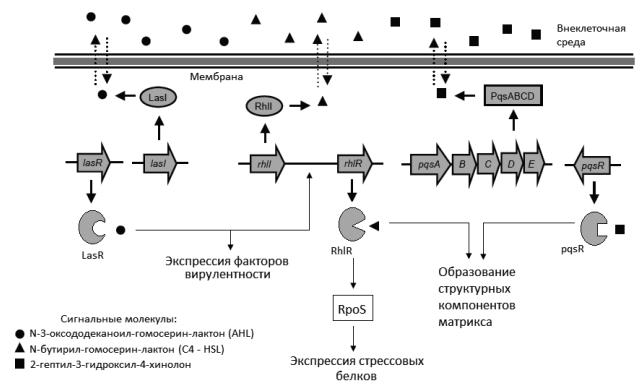 Внеклеточная
среда
Мембрана
LasI
RhlI
PqsABCD
lasR
lasI
rhlI
rhlR
pqsA
B
C
D
E
pqsR
LasR
RhlR
pqsR
Экспрессия факторов
вирулентности
Образование
структурных
компонентов
матрикса
RpoS
Экспрессия стрессовых
белков
Сигнальные молекулы:
N-3-оксододеканоил-гомосерин-лактон (AHL)
N-бутирил-гомосерин-лактон (C4 - HSL)
2-гептил-3-гидроксил-4-хинолон